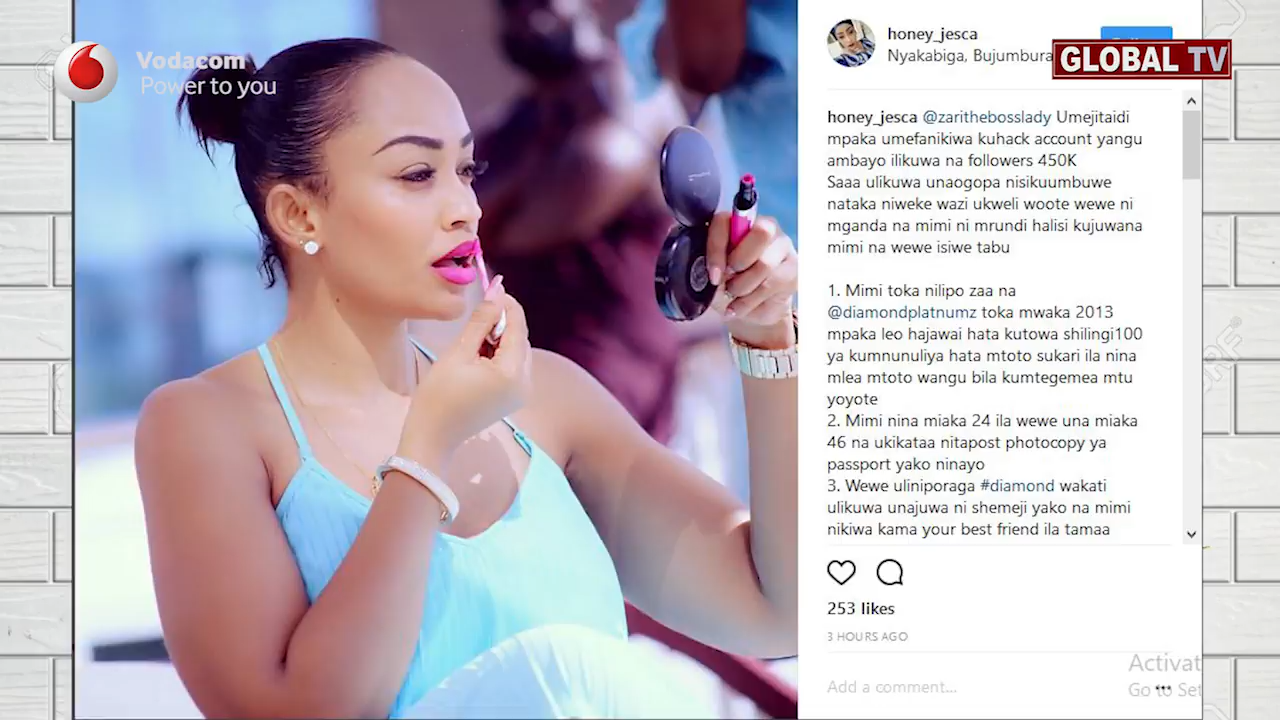 Vodacom
Power to you
honey_jesca
Nyakabiga, Bujumbura
GLOBAL TV
honey_jesca @zarithebosslady Umejitaidi
mpaka umefanikiwa kuhack account yangu
ambayo ilikuwa na followers 450K
Saaa ulikuwa unaogopa nisikuumbuwe
nataka niweke wazi ukweli woote wewe ni
mganda na mimi ni mrundi halisi kujuwana
mimi na wewe isiwe tabu
1. Mimi toka nilipo zaa na
@diamondplatnumz toka mwaka 2013
mpaka leo hajawai hata kutowa shilingi100
ya kumnunuliya hata mtoto sukari ila nina
mlea mtoto wangu bila kumtegemea mtu
yoyote
2. Mimi nina miaka 24 ila wewe una miaka
46 na ukikataa nitapost photocopy ya
passport yako ninayo
3. Wewe uliniporaga #diamond wakati
ulikuwa unajuwa ni shemeji yako na mimi
nikiwa kama your best friend ila tamaa
253 likes
3 HOURS AGO
Add a comment...
Activat
Go to Set